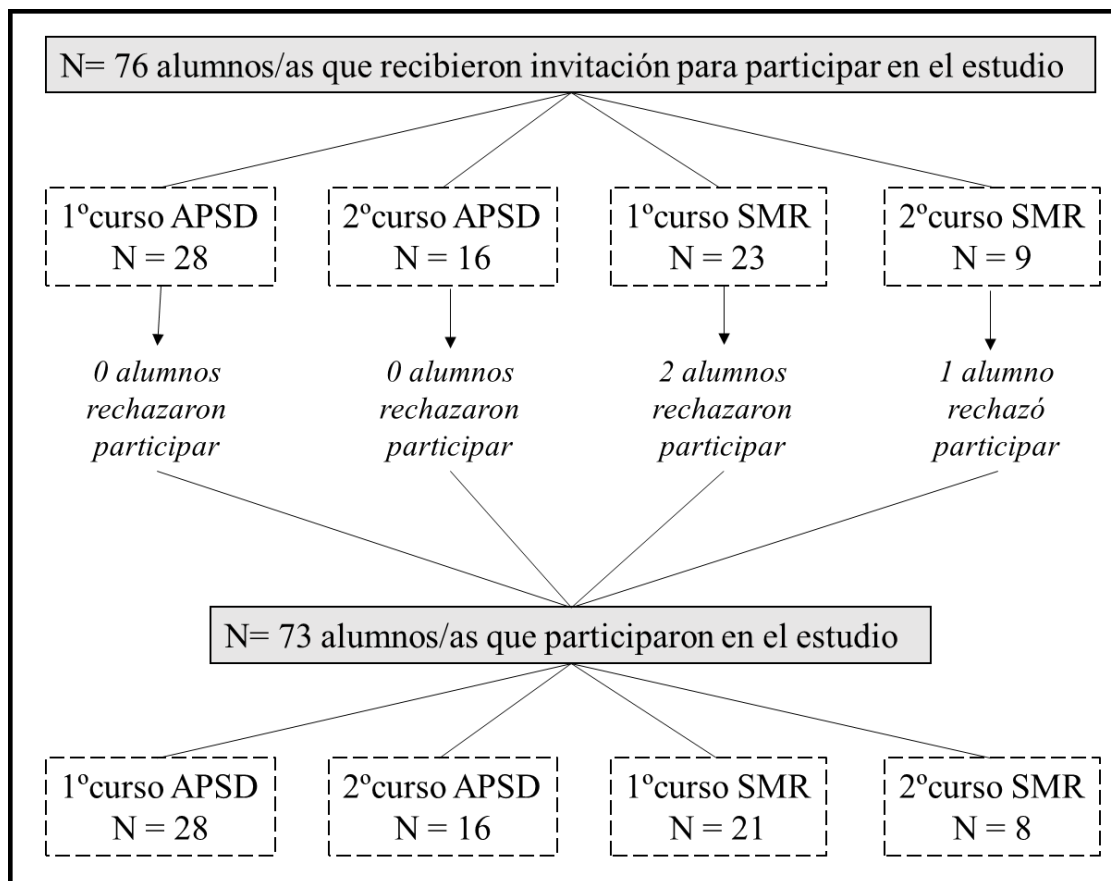 N= 76 alumnos/as que recibieron invitación para participar en el estudio
1ºcurso APSD
N = 28
2ºcurso APSD
N = 16
1ºcurso SMR
N = 23
2ºcurso SMR
N = 9
0 alumnos
rechazaron
participar
0 alumnos
rechazaron
participar
2 alumnos
rechazaron
participar
1 alumno
rechazó
participar
N= 73 alumnos/as que participaron en el estudio
1ºcurso APSD
N = 28
2ºcurso APSD
N = 16
1ºcurso SMR
N = 21
2ºcurso SMR
N = 8